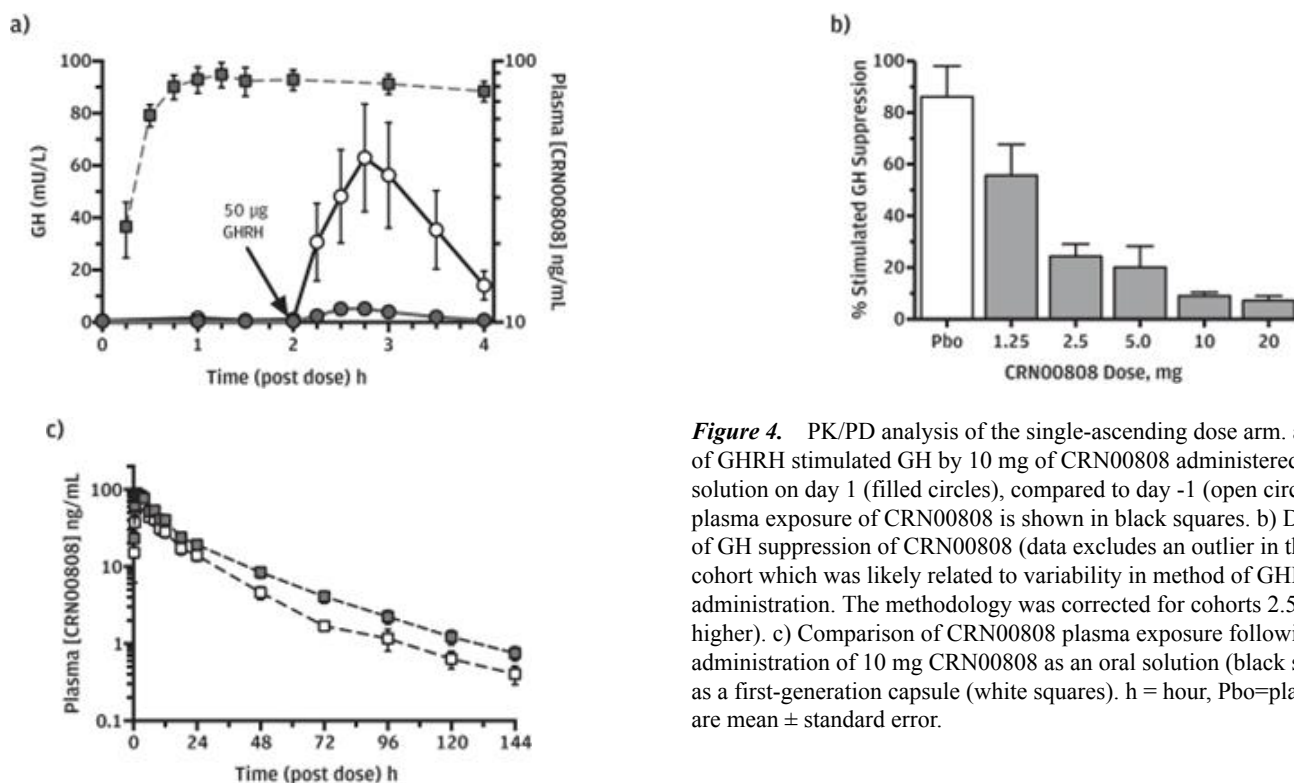 a)
100
80
60
40
20
0
GH (mU/L)
100
10
Plasma [CRN00808] ng/mL
50 µg
GHRH
0 1 2 3 4
Time (post dose) h
b)
100
80
60
40
20
0
% Stimulated GH Suppression
Pbo 1.25 2.5 5.0 10 20
CRN00808 Dose, mg
c)
100
10
1
0.1
Plasma [CRN00808] ng/mL
0 24 48 72 96 120 144
Time (post dose) h
Figure 4. PK/PD analysis of the single-ascending dose arm.
of GHRH stimulated GH by 10 mg of CRN00808 administered
solution on day 1 (filled circles), compared to day -1 (open
plasma exposure of CRN00808 is shown in black squares. b)
of GH suppression of CRN00808 (data excludes an outlier in
cohort which was likely related to variability in method of
administration. The methodology was corrected for cohorts 2.5
higher). c) Comparison of CRN00808 plasma exposure
administration of 10 mg CRN00808 as an oral solution (black
as a first-generation capsule (white squares). h = hour,
are mean ± standard error.